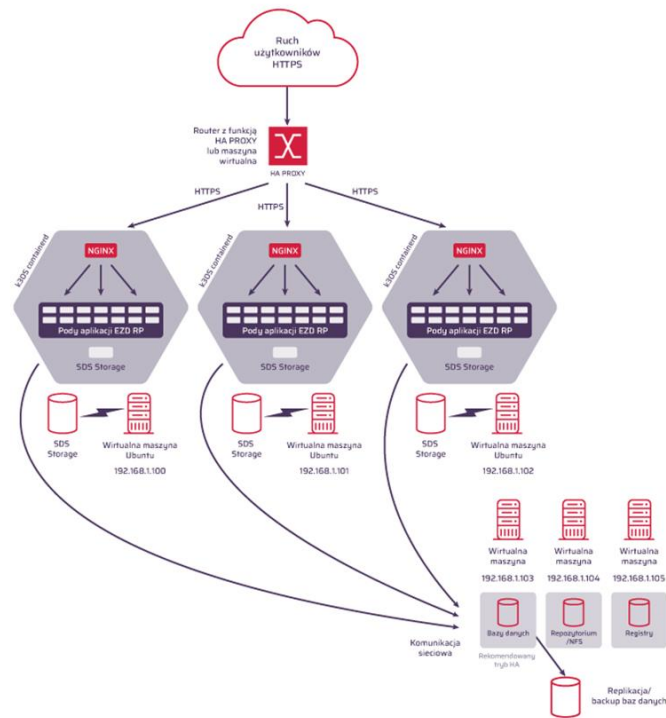 Ruch
użytkowników
HTTPS
Router z funkcją
HA PROXY
lub maszyna
wirtualna
HA PROXY
HTTPS
HTTPS
HTTPS
k3OS containerd
NGINX
Pody aplikacji EZD RP
SDS Storage
k3OS containerd
NGINX
Pody aplikacji EZD RP
SDS Storage
k3OS containerd
NGINX
Pody aplikacji EZD RP
SDS Storage
SDS
Storage
Wirtualna maszyna
Ubuntu
192.168.1.100
SDS
Storage
Wirtualna maszyna
Ubuntu
192.168.1.101
SDS
Storage
Wirtualna maszyna
Ubuntu
192.168.1.102
Wirtualna
maszyna
192.168.1.103
Wirtualna
maszyna
192.168.1.104
Wirtualna
maszyna
192.168.1.105
Komunikacja
sieciowa
Bazy danych
Rekomendowany
tryb HA
Repozytorium
/NFS
Registry
Replikacja/
backup baz danych